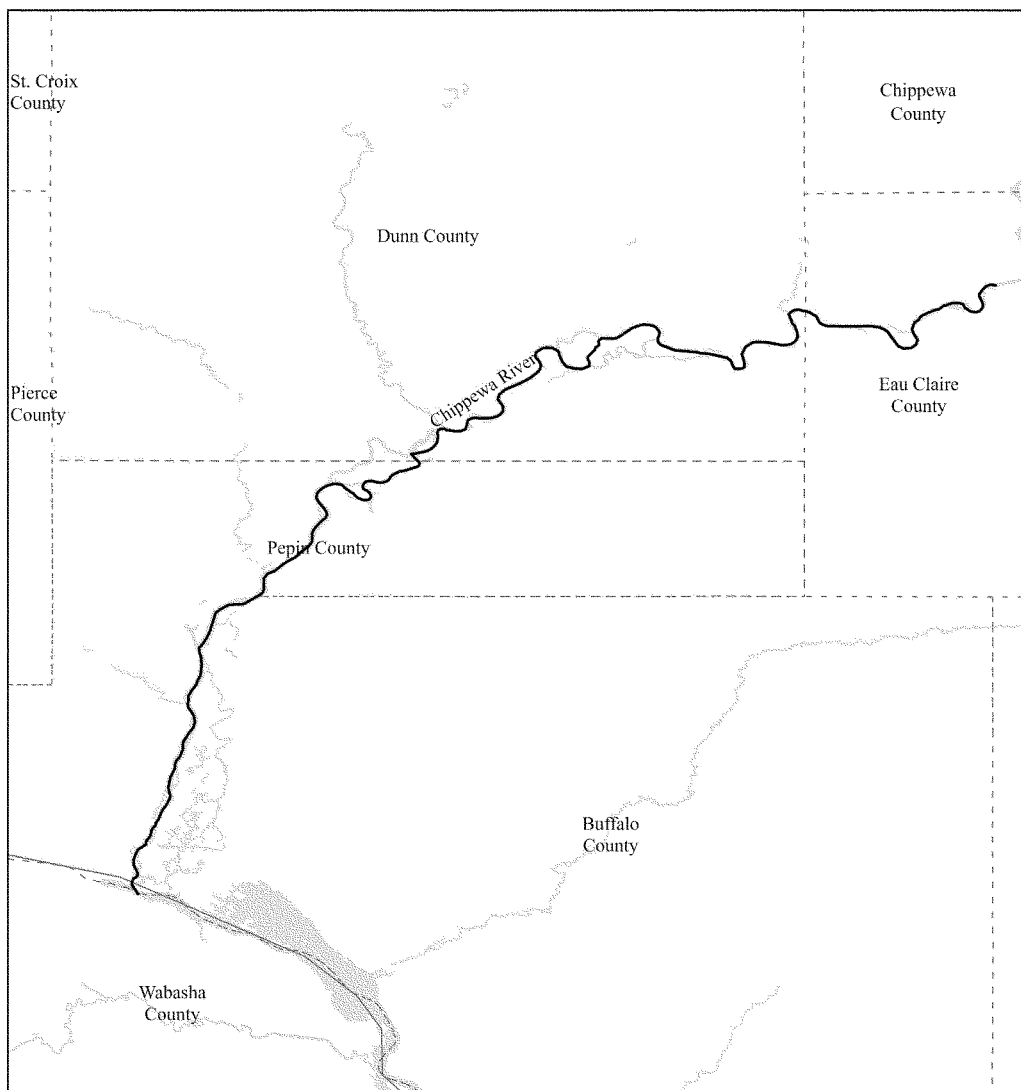 St. Croix
County
Chippewa
County
Dunn County
Chippewa River
Pierce
County
Eau Claire
County
Pepin County
Buffalo
County
Wabasha
County